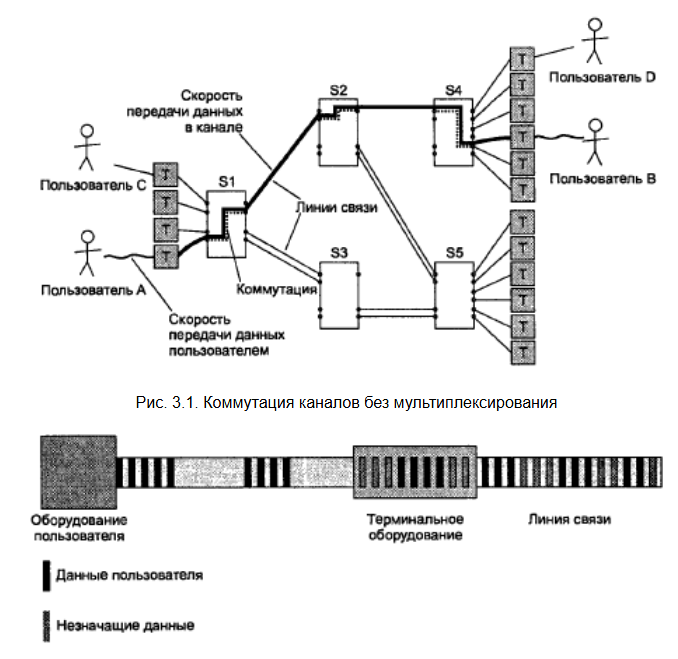 Пользователь D
T
T
T
T
T
T
S2
S4
Скорость
передачи данных
в канале
Пользователь B
Пользователь C
T
T
T
T
S1
Линии связи
Пользователь A
Коммутация
S3
S5
T
T
T
T
T
T
Скорость
передачи данных
пользователем
Рис. 3.1. Коммутация каналов без мультиплексирования
Оборудование
пользователя
Терминальное
оборудование
Линия связи
Данные пользователя
Незначащие данные